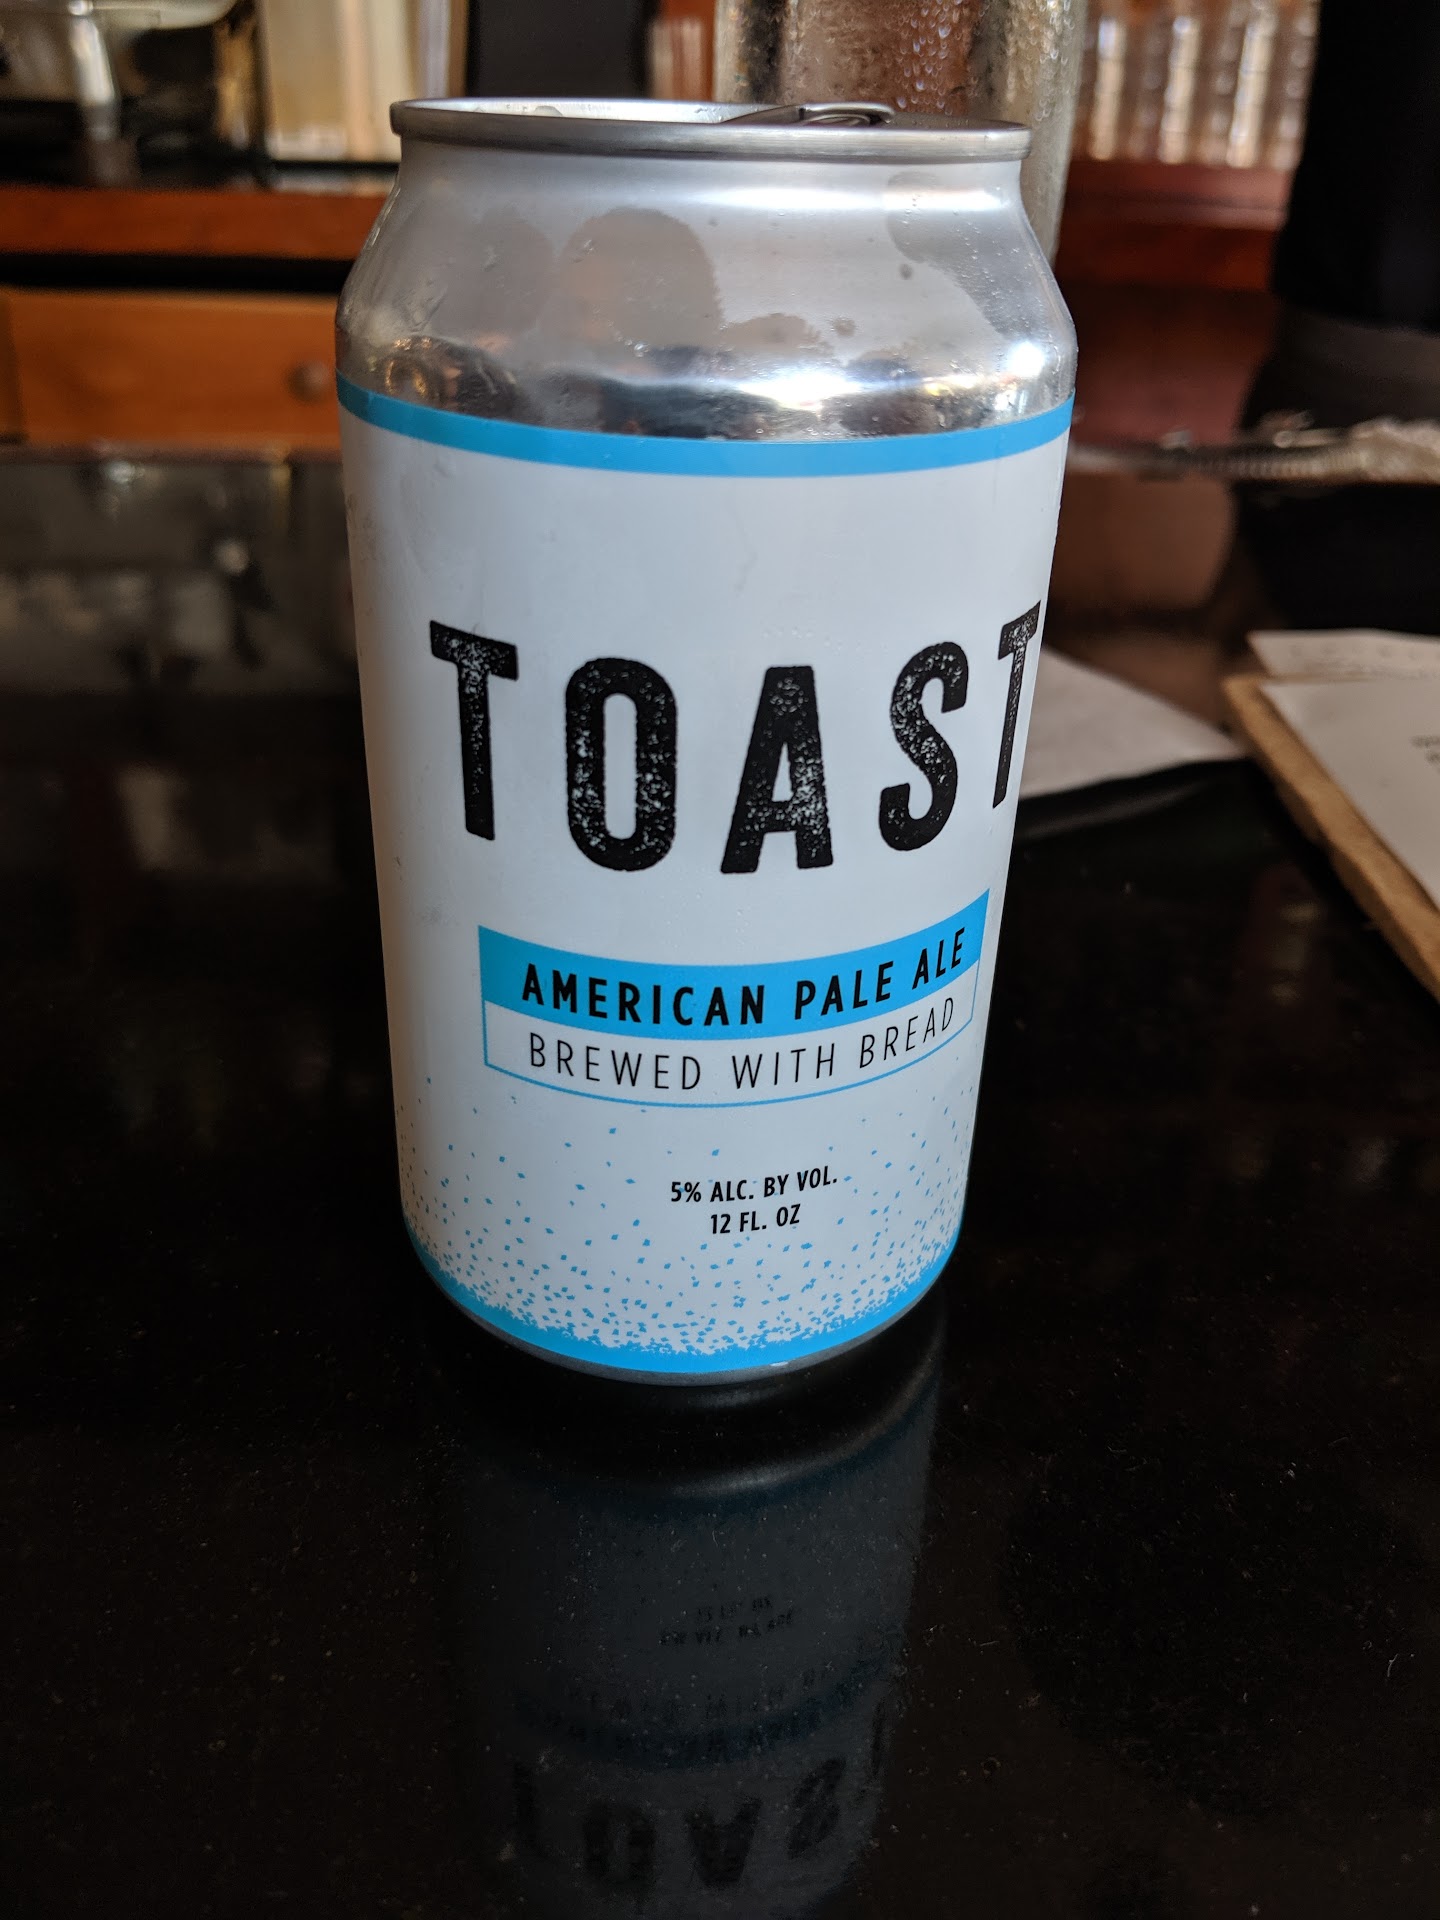 TOAST
AMERICAN PALE ALE
BREWED WITH BREAD
5% ALC. BY VOL.
12 FL. OZ